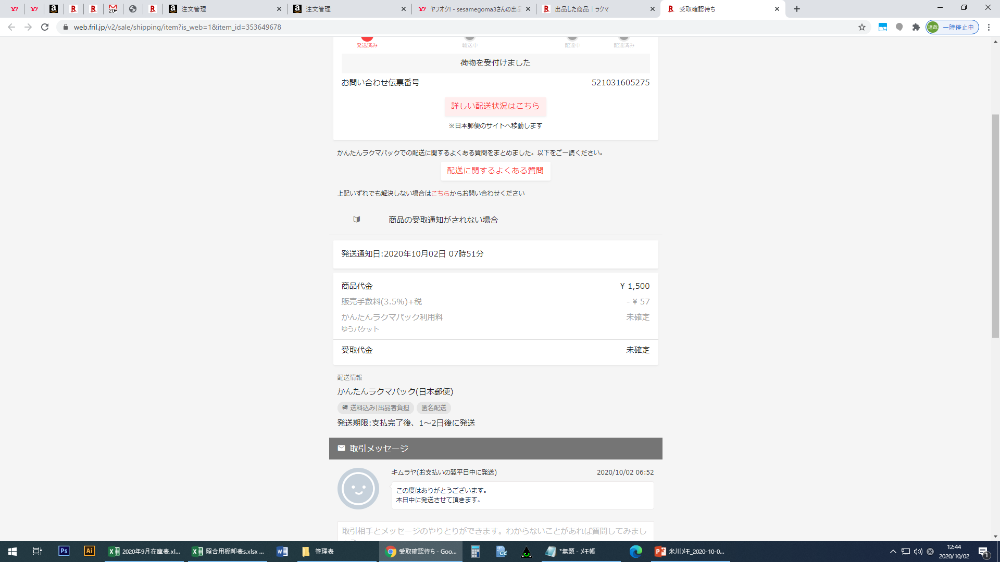 20+
注文管理
注文管理
ヤフオク! - sesamegoma3さんの出品
出品した商品｜ラクマ
受取確認待ち
web.fril.jp/v2/sale/shipping/item?is_web=1&item_id=353649678
達哉
一時停止中
発送済み
輸送中
配達中
配達済み
荷物を受付けました
お問い合わせ伝票番号
521031605275
詳しい配送状況はこちら
※日本郵便のサイトへ移動します
かんたんラクマパックでの配送に関するよくある質問をまとめました。以下をご一読ください。
配送に関するよくある質問
上記いずれでも解決しない場合はこちらからお問い合わせください
商品の受取通知がされない場合
発送通知日:2020年10月02日 07時51分
商品代金
¥ 1,500
販売手数料(3.5%)+税
- ¥ 57
かんたんラクマパック利用料
未確定
ゆうパケット
受取代金
未確定
配送情報
かんたんラクマパック(日本郵便)
送料込み|出品者負担
匿名配送
発送期限:支払完了後、1～2日後に発送
取引メッセージ
キムラヤ(お支払いの翌平日中に発送)
2020/10/02 06:52
この度はありがとうございます。
本日中に発送させて頂きます。
取引相手とメッセージのやりとりができます。わからないことがあれば質問してみまし
Ps
Ai
2020年9月在庫表.xl...
照合用棚卸表s.xlsx ...
管理表
受取確認待ち - Goo...
*無題 - メモ帳
米川メモ_2020-10-0...
12:44
2020/10/02
1